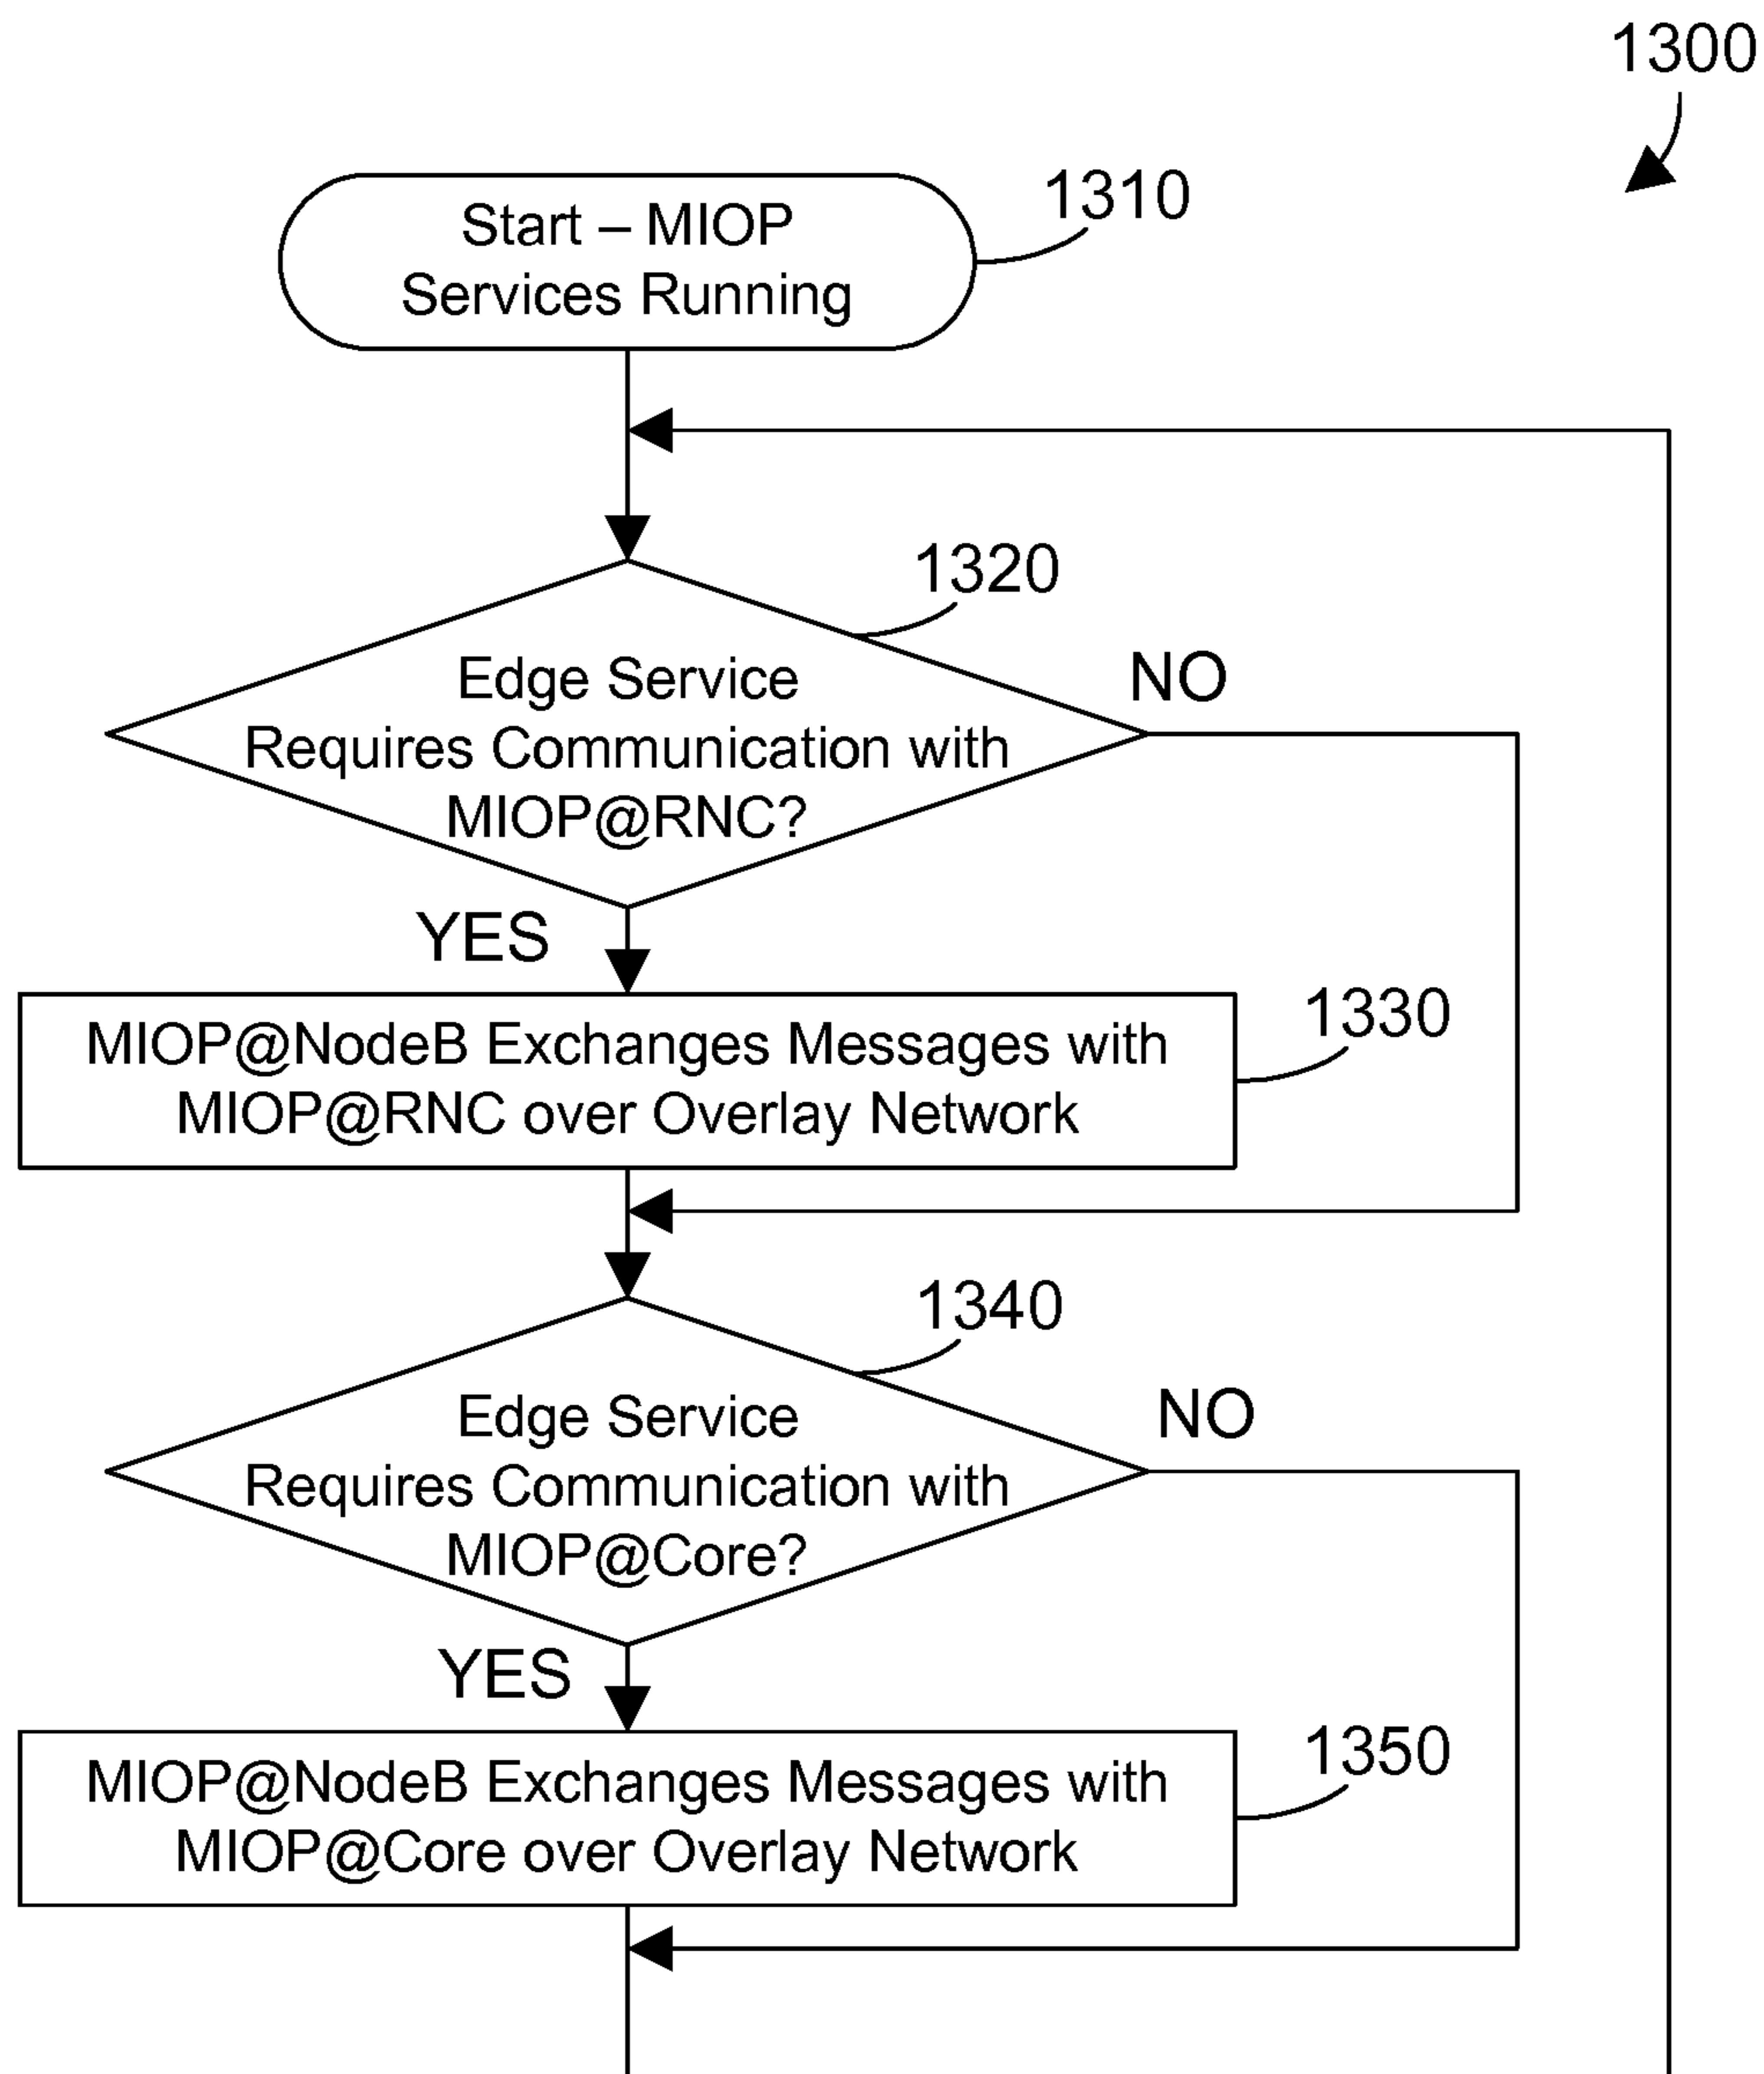 1300
1310
Start – MIOP
Services Running
1320
Edge Service
Requires Communication with
MIOP@RNC?
NO
YES
1330
MIOP@NodeB Exchanges Messages with
MIOP@RNC over Overlay Network
1340
Edge Service
Requires Communication with
MIOP@Core?
NO
YES
1350
MIOP@NodeB Exchanges Messages with
MIOP@Core over Overlay Network